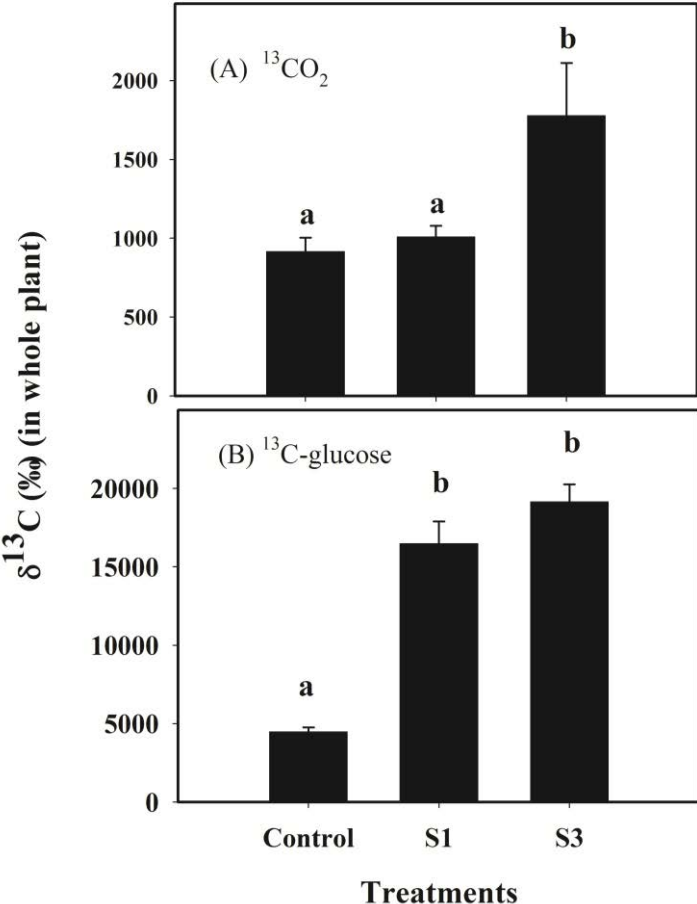 δ¹³C (‰) (in whole plant)
(A) ¹³CO₂
2000
1500
1000
500
0
a
a
b
(B) ¹³C-glucose
20000
15000
10000
5000
0
a
b
b
Control S1 S3
Treatments